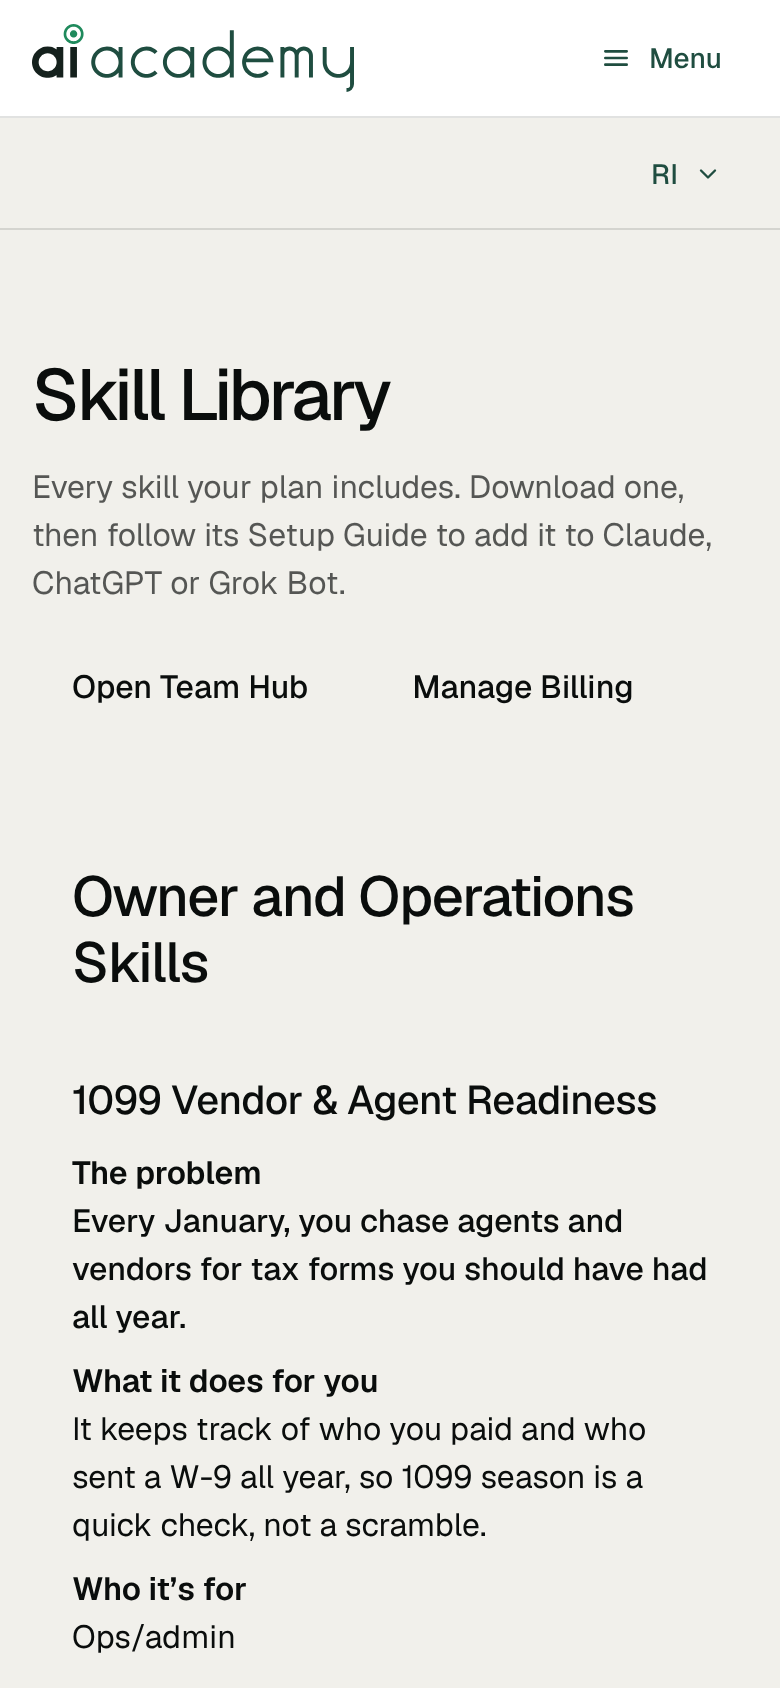 ai academy
Menu
RI
Skill Library
Every skill your plan includes. Download one,
then follow its Setup Guide to add it to Claude,
ChatGPT or Grok Bot.
Open Team Hub
Manage Billing
Owner and Operations
Skills
1099 Vendor & Agent Readiness
The problem
Every January, you chase agents and
vendors for tax forms you should have had
all year.
What it does for you
It keeps track of who you paid and who
sent a W-9 all year, so 1099 season is a
quick check, not a scramble.
Who it’s for
Ops/admin